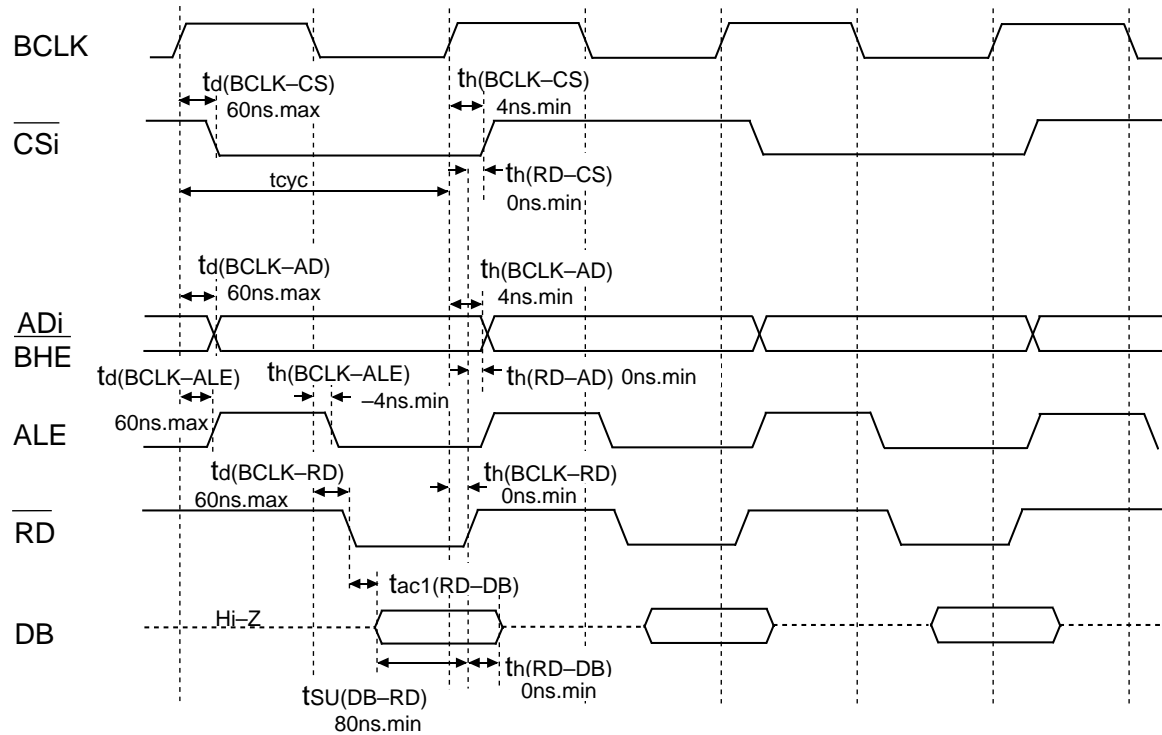 BCLK
td(BCLK–CS)
60ns.max
th(BCLK–CS)
4ns.min
CSi
tcyc
th(RD–CS)
0ns.min
td(BCLK–AD)
60ns.max
th(BCLK–AD)
4ns.min
ADi
BHE
td(BCLK–ALE)
60ns.max
th(BCLK–ALE)
–4ns.min
th(RD–AD) 0ns.min
ALE
td(BCLK–RD)
60ns.max
th(BCLK–RD)
0ns.min
RD
tac1(RD–DB)
Hi–Z
DB
th(RD–DB)
0ns.min
tSU(DB–RD)
80ns.min